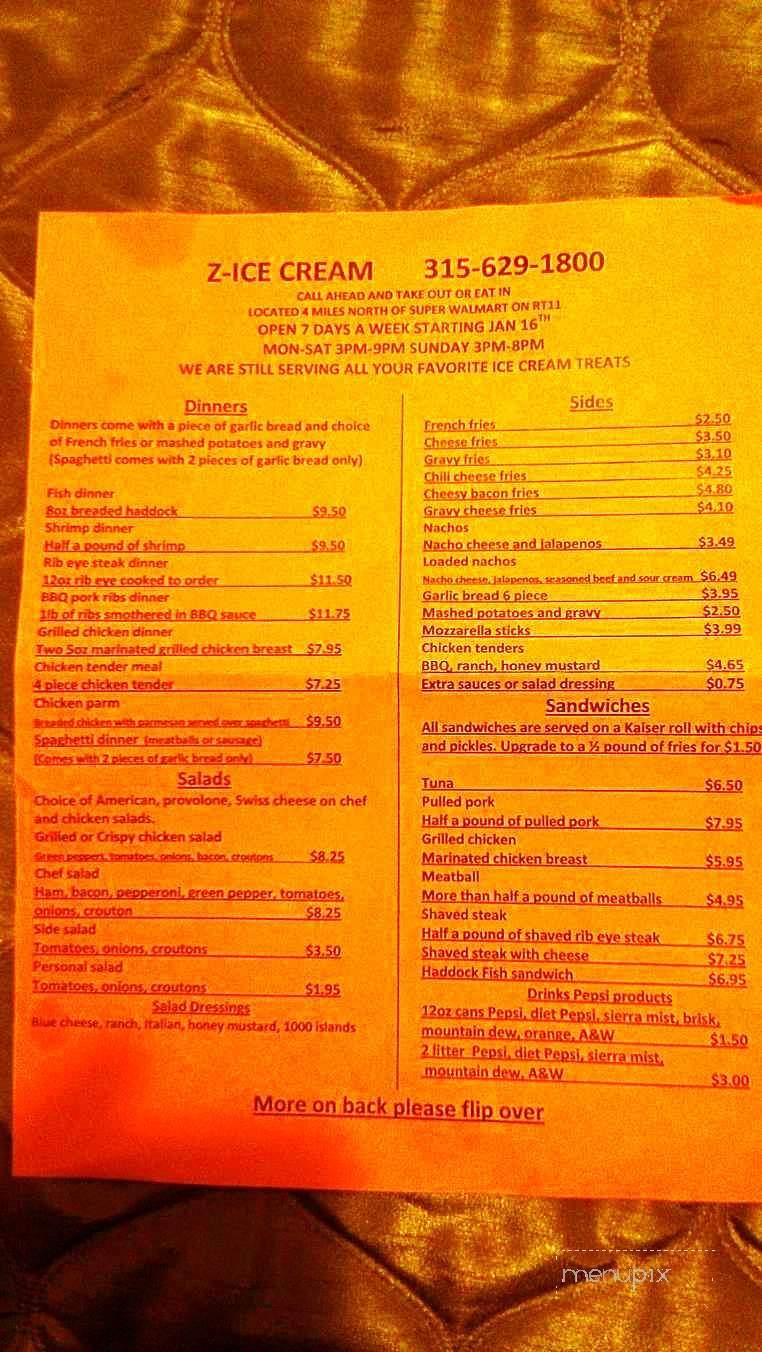 Z-ICE CREAM 315-629-1800
CALL AHEAD AND TAKE OUT OR EAT IN
LOCATED 4 MILES NORTH OF SUPER WALMART ON RT11
OPEN 7 DAYS A WEEK STARTING JAN 16TH
MON-SAT 3PM-9PM SUNDAY 3PM-8PM
WE ARE STILL SERVING ALL YOUR FAVORITE ICE CREAM TREATS
Dinners
Dinners come with a piece of garlic bread and choice
of French fries or mashed potatoes and gravy
(Spaghetti comes with 2 pieces of garlic bread only)
Fish dinner
8oz breaded haddock $9.50
Shrimp dinner
Half a pound of shrimp $9.50
Rib eye steak dinner
12oz rib eye cooked to order $11.50
BBQ pork ribs dinner
1lb of ribs smothered in BBQ sauce $11.75
Grilled chicken dinner
Two 5oz marinated grilled chicken breast $7.95
Chicken tender meal
4 piece chicken tender $7.25
Chicken parm
Breaded chicken with parmesan served over spaghetti $9.50
Spaghetti dinner (meatballs or sausage)
(Comes with 2 pieces of garlic bread only) $7.50
Salads
Choice of American, provolone, Swiss cheese on chef
and chicken salads.
Grilled or Crispy chicken salad
Green peppers, tomatoes, onions, bacon, croutons $8.25
Chef salad
Ham, bacon, pepperoni, green pepper, tomatoes,
onions, crouton $8.25
Side salad
Tomatoes, onions, croutons $3.50
Personal salad
Tomatoes, onions, croutons $1.95
Salad Dressings
Blue cheese, ranch, Italian, honey mustard, 1000 islands
Sides
French fries $2.50
Cheese fries $3.50
Gravy fries $3.10
Chili cheese fries $4.25
Cheesy bacon fries $4.80
Gravy cheese fries $4.10
Nachos
Nacho cheese and jalapenos $3.49
Loaded nachos
Nacho cheese, jalapenos, seasoned beef and sour cream $6.49
Garlic bread 6 piece $3.95
Mashed potatoes and gravy $2.50
Mozzarella sticks $3.99
Chicken tenders
BBQ, ranch, honey mustard $4.65
Extra sauces or salad dressing $0.75
Sandwiches
All sandwiches are served on a Kaiser roll with chips
and pickles. Upgrade to a ½ pound of fries for $1.50
Tuna $6.50
Pulled pork
Half a pound of pulled pork $7.95
Grilled chicken
Marinated chicken breast $5.95
Meatball
More than half a pound of meatballs $4.95
Shaved steak
Half a pound of shaved rib eye steak $6.75
Shaved steak with cheese $7.25
Haddock Fish sandwich $6.95
Drinks Pepsi products
12oz cans Pepsi, diet Pepsi, sierra mist, brisk,
mountain dew, orange, A&W $1.50
2 litter Pepsi, diet Pepsi, sierra mist,
mountain dew, A&W $3.00
More on back please flip over
menupix